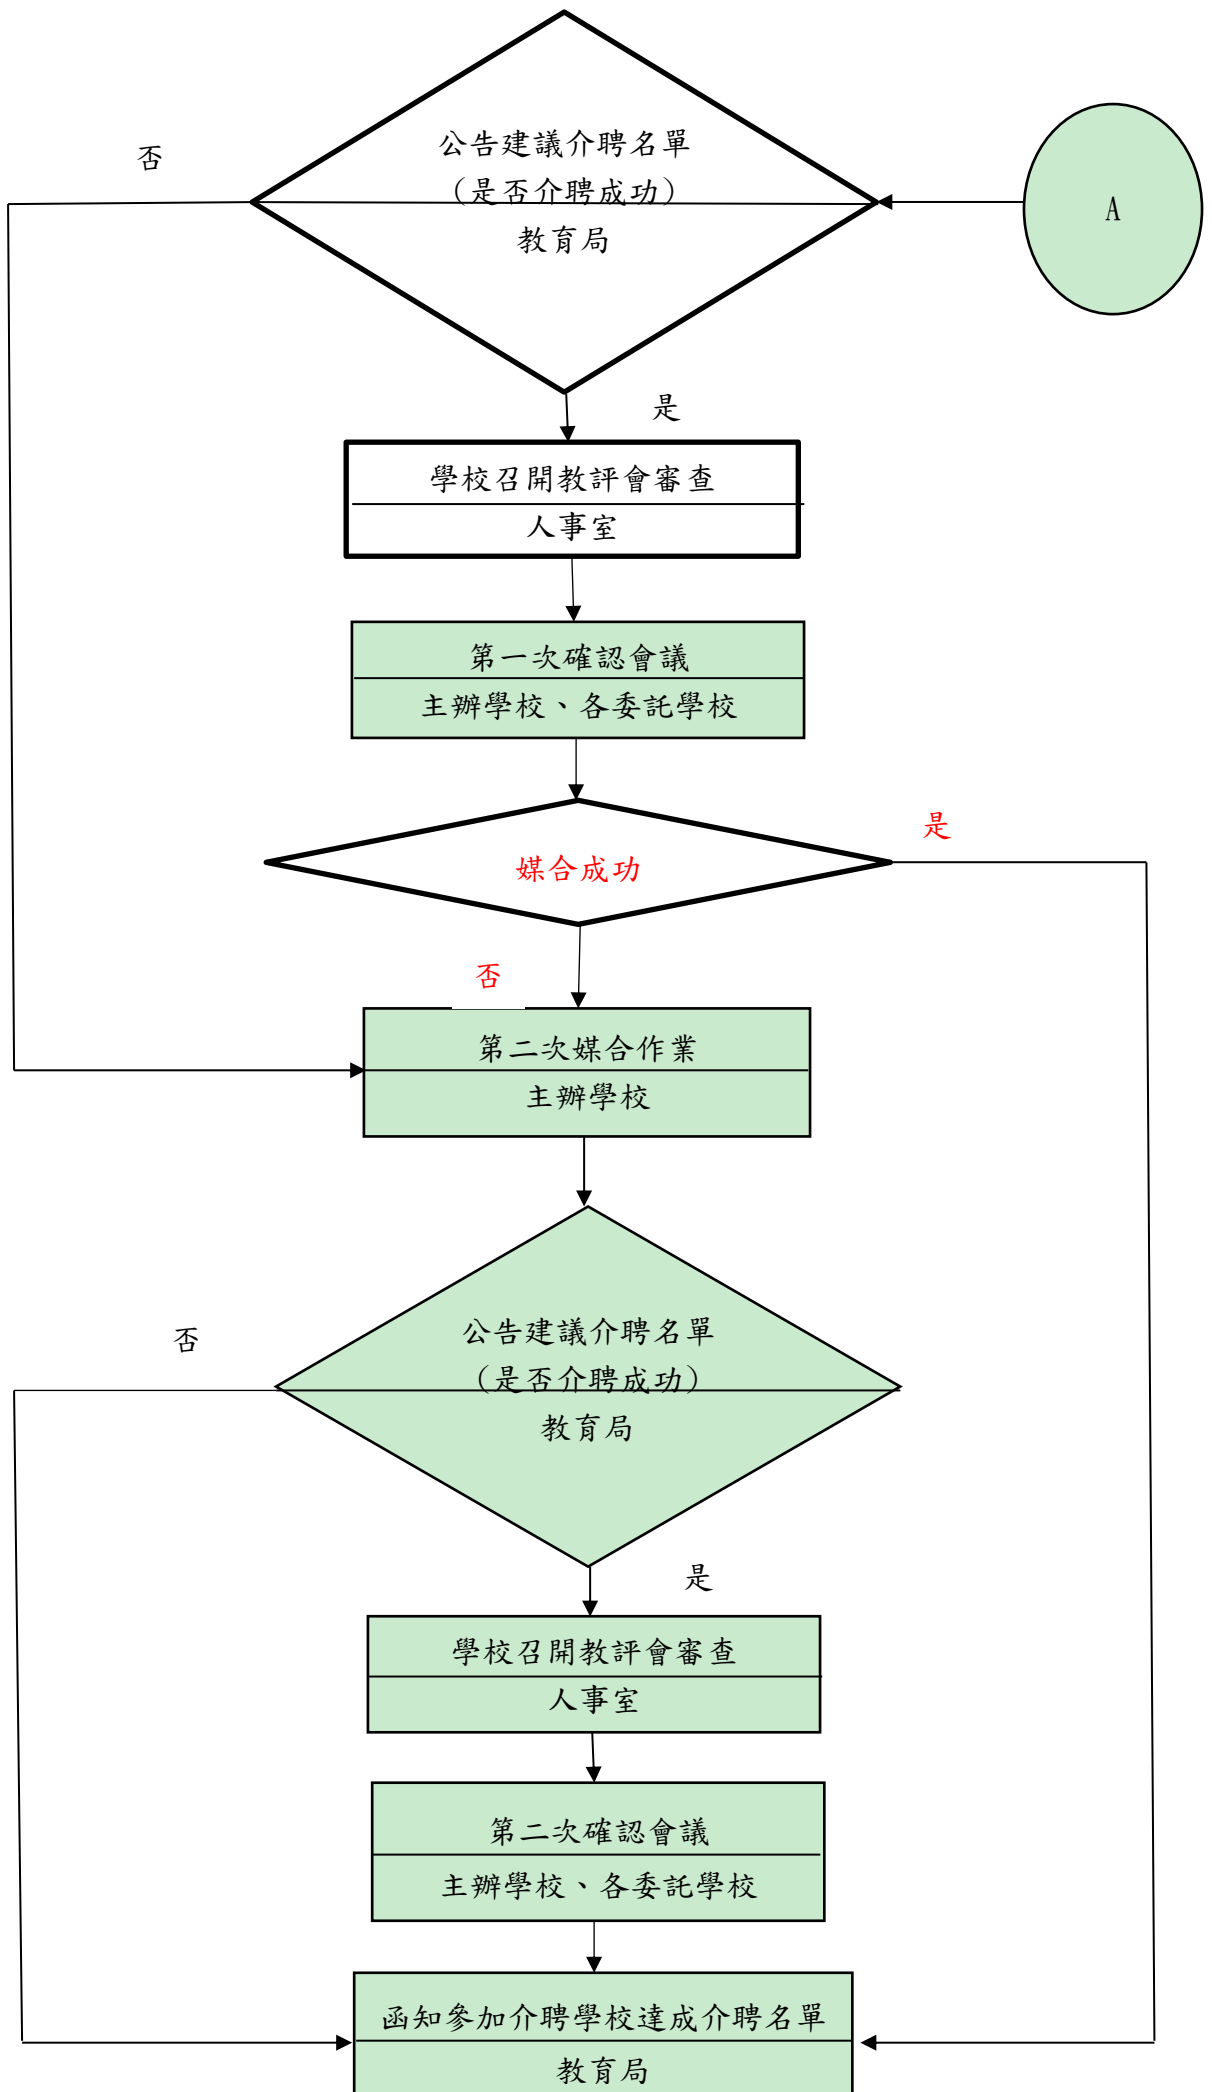 否
公告建議介聘名單
（是否介聘成功）
教育局
A
是
學校召開教評會審查
人事室
第一次確認會議
主辦學校、各委託學校
是
媒合成功
否
第二次媒合作業
主辦學校
否
公告建議介聘名單
（是否介聘成功）
教育局
是
學校召開教評會審查
人事室
第二次確認會議
主辦學校、各委託學校
函知參加介聘學校達成介聘名單
教育局